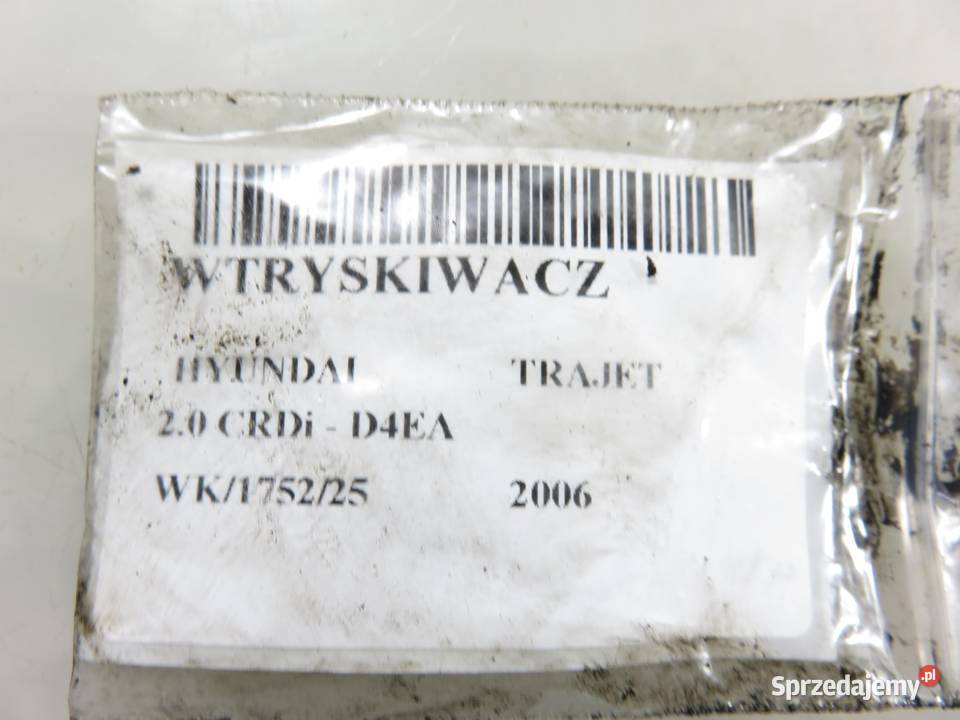 WTRYSKIWACZ
HYUNDAI TRAJET
2.0 CRDi - D4EA
WK/1752/25 2006
Sprzedajemy.pl